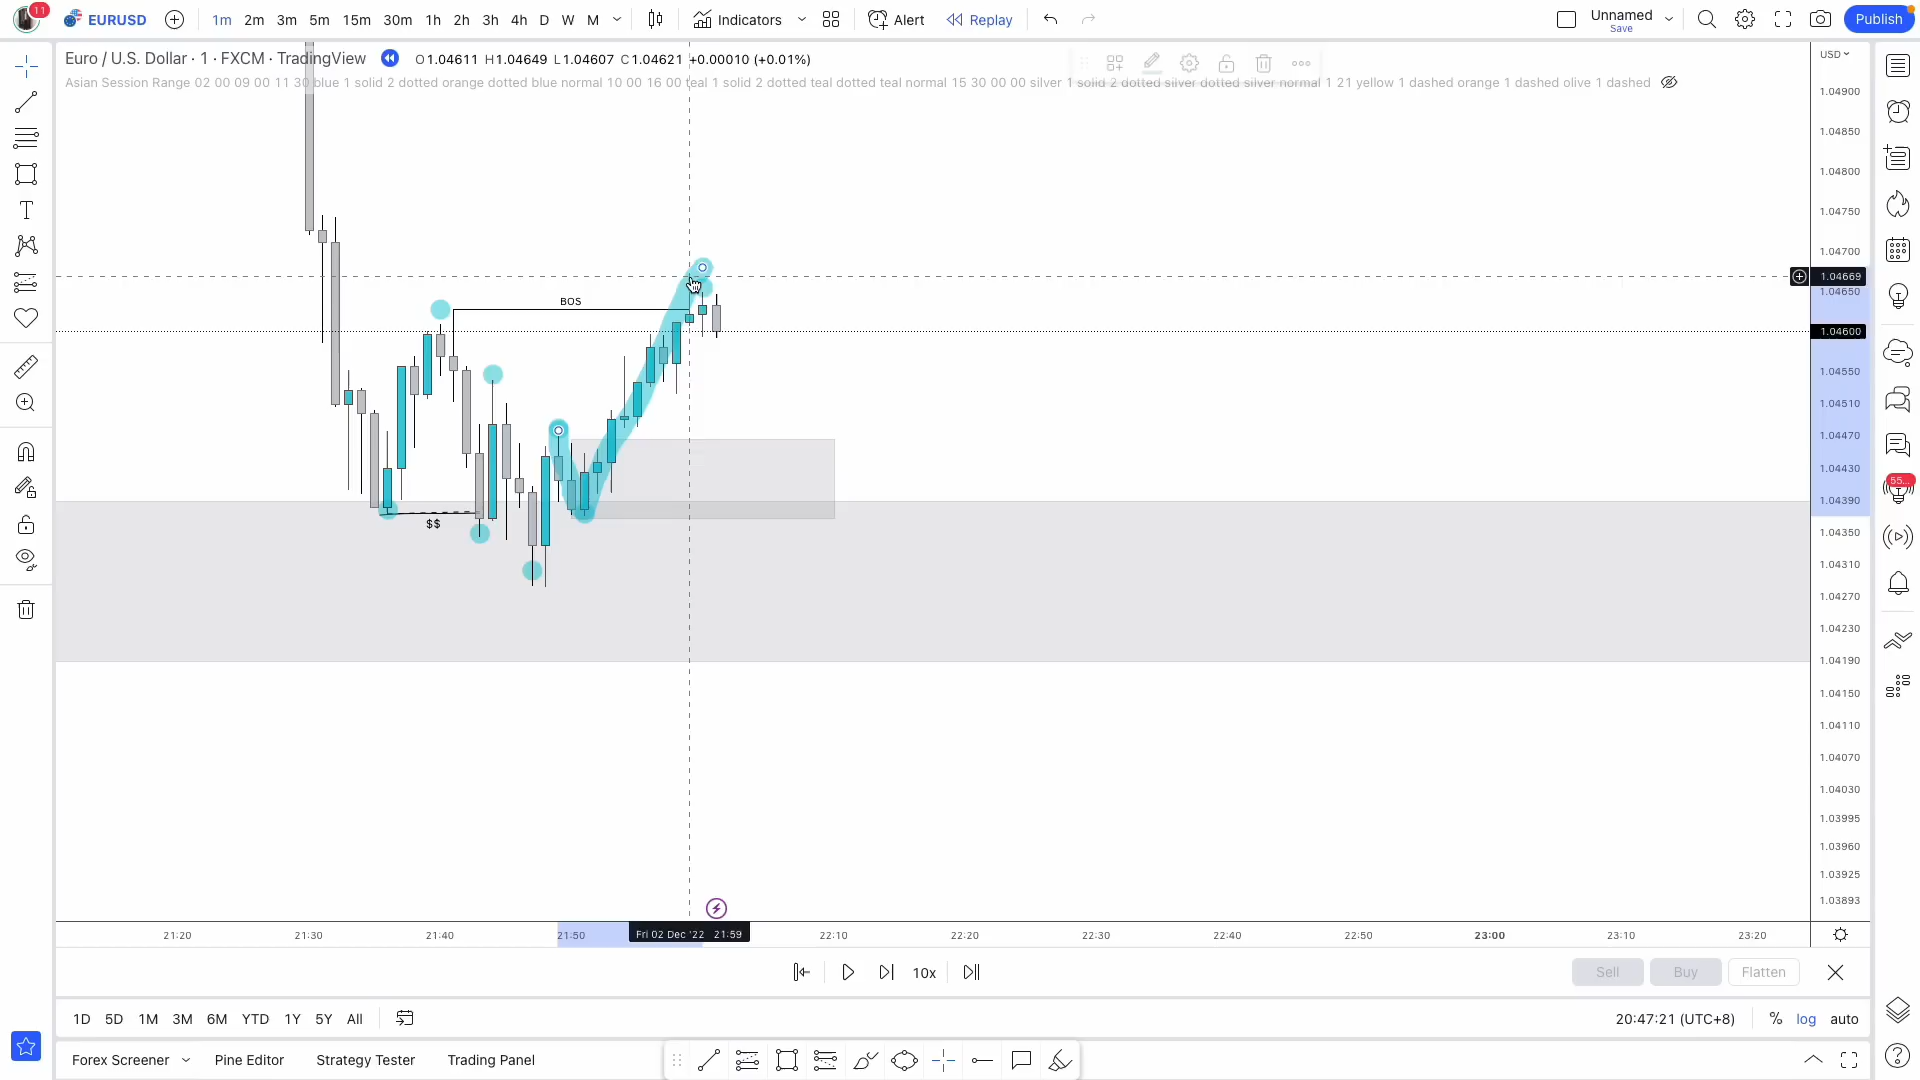 11
EURUSD
1m 2m 3m 5m 15m 30m 1h 2h 3h 4h D W M
Indicators
Alert
Replay
Unnamed
Save
Publish
Euro / U.S. Dollar · 1 · FXCM · TradingView
O1.04611 H1.04649 L1.04607 C1.04621 +0.00010 (+0.01%)
USD
Asian Session Range 02 00 09 00 11 30 blue 1 solid 2 dotted orange dotted blue normal 10 00 16 00 teal 1 solid 2 dotted teal dotted teal normal 15 30 00 00 silver 1 solid 2 dotted silver dotted silver normal 1 21 yellow 1 dashed orange 1 dashed olive 1 dashed
1.04900
1.04850
1.04800
1.04750
1.04700
1.04669
1.04650
BOS
1.04600
1.04550
1.04510
1.04470
1.04430
55...
1.04390
$$
1.04350
1.04310
1.04270
1.04230
1.04190
1.04150
1.04110
1.04070
1.04030
1.03995
1.03960
1.03925
1.03893
21:20 21:30 21:40 21:50 Fri 02 Dec '22 21:59 22:10 22:20 22:30 22:40 22:50 23:00 23:10 23:20
10x
Sell Buy Flatten
1D 5D 1M 3M 6M YTD 1Y 5Y All
20:47:21 (UTC+8) % log auto
Forex Screener Pine Editor Strategy Tester Trading Panel